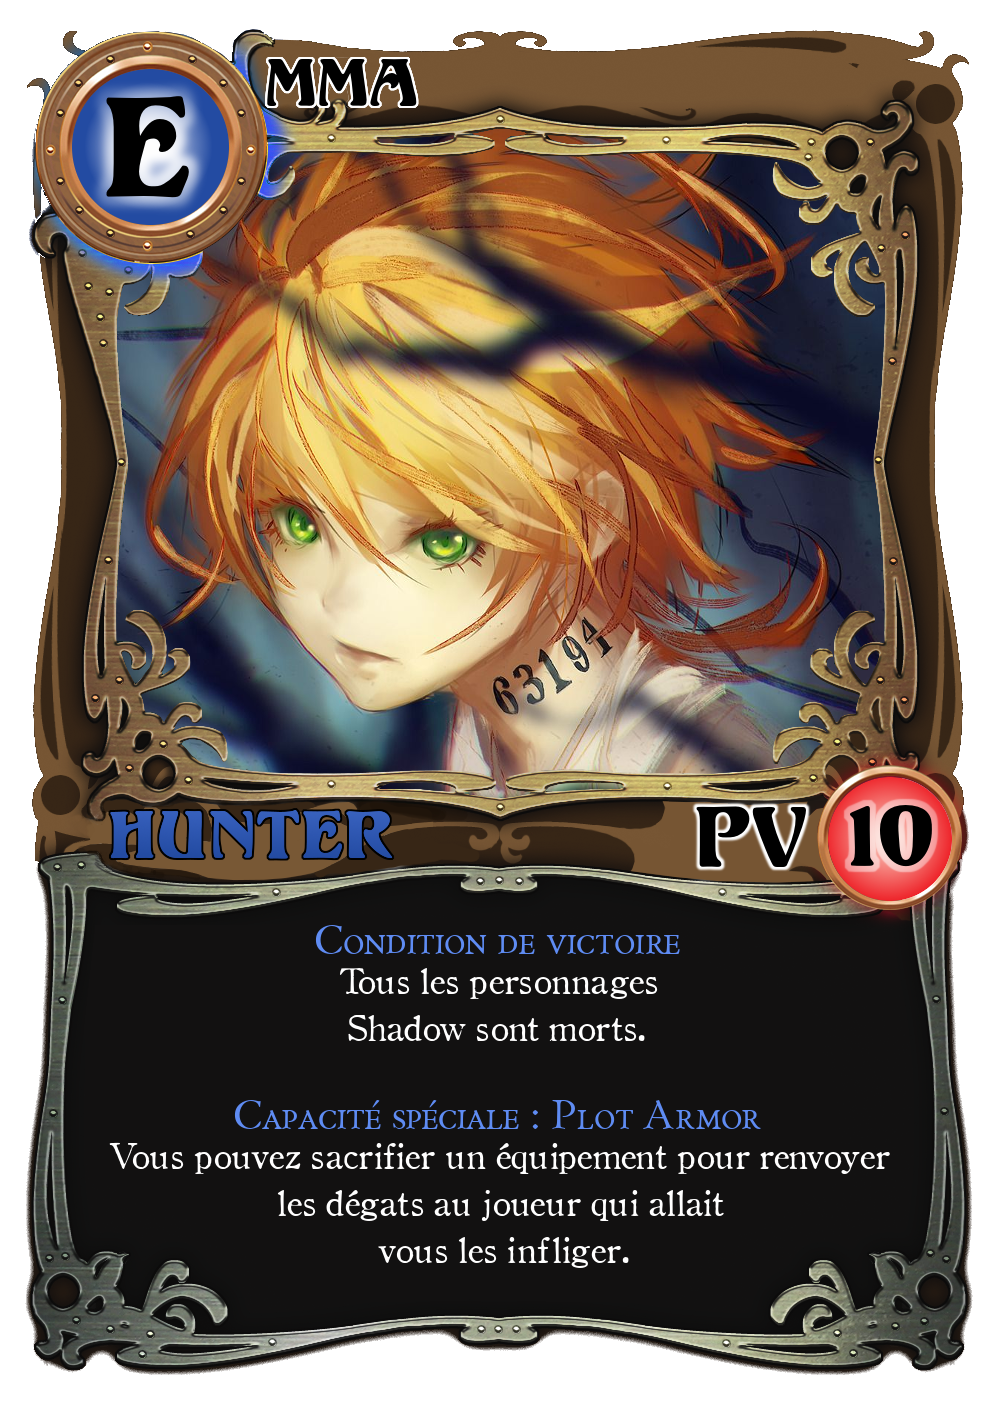 EMMA
63194
HUNTER
PV 10
Condition de victoire
Tous les personnages
Shadow sont morts.
Capacité spéciale : Plot Armor
Vous pouvez sacrifier un équipement pour renvoyer
les dégats au joueur qui allait
vous les infliger.